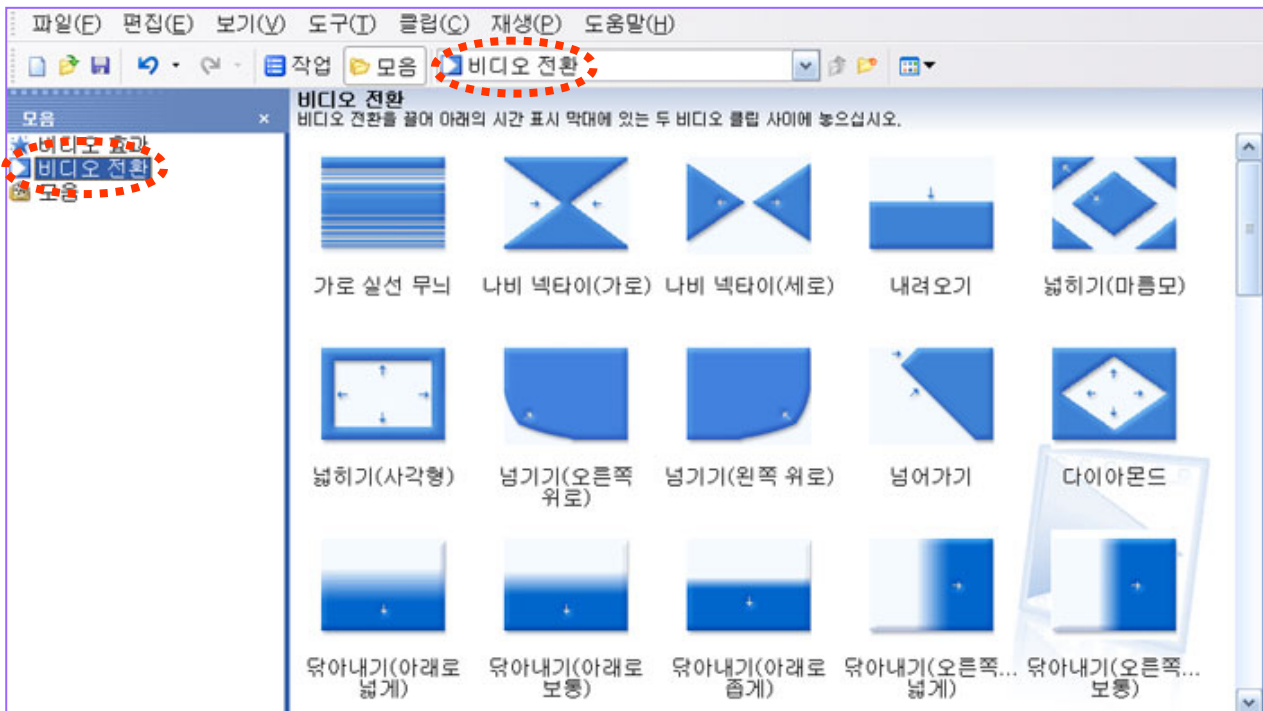 파일(F) 편집(E) 보기(V) 도구(T) 클립(C) 재생(P) 도움말(H)
작업 모음 비디오 전환
모음
비디오 효과
비디오 전환
모음
비디오 전환
비디오 전환을 끌어 아래의 시간 표시 막대에 있는 두 비디오 클립 사이에 놓으십시오.
가로 실선 무늬 나비 넥타이(가로) 나비 넥타이(세로) 내려오기 넓히기(마름모)
넓히기(사각형) 넘기기(오른쪽 넘기기(왼쪽 위로) 넘어가기 다이아몬드
위로)
닦아내기(아래로 닦아내기(아래로 닦아내기(아래로 닦아내기(오른쪽... 닦아내기(오른쪽...
넓게) 보통) 좁게) 넓게) 보통)